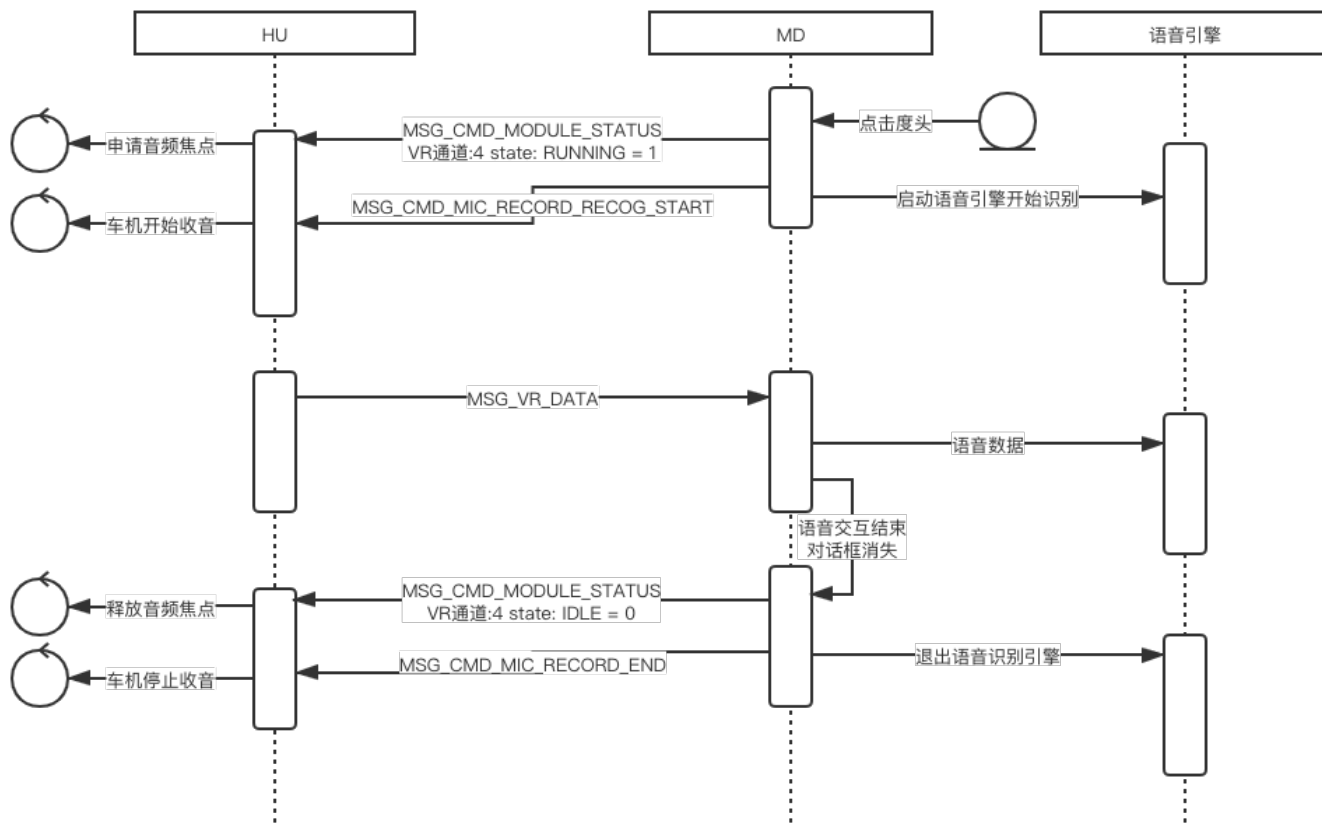 HU
MD
语音引擎
点击度头
MSG_CMD_MODULE_STATUS
VR通道:4 state: RUNNING = 1
申请音频焦点
启动语音引擎开始识别
MSG_CMD_MIC_RECORD_RECOG_START
车机开始收音
MSG_VR_DATA
语音数据
语音交互结束
对话框消失
MSG_CMD_MODULE_STATUS
VR通道:4 state: IDLE = 0
释放音频焦点
退出语音识别引擎
MSG_CMD_MIC_RECORD_END
车机停止收音